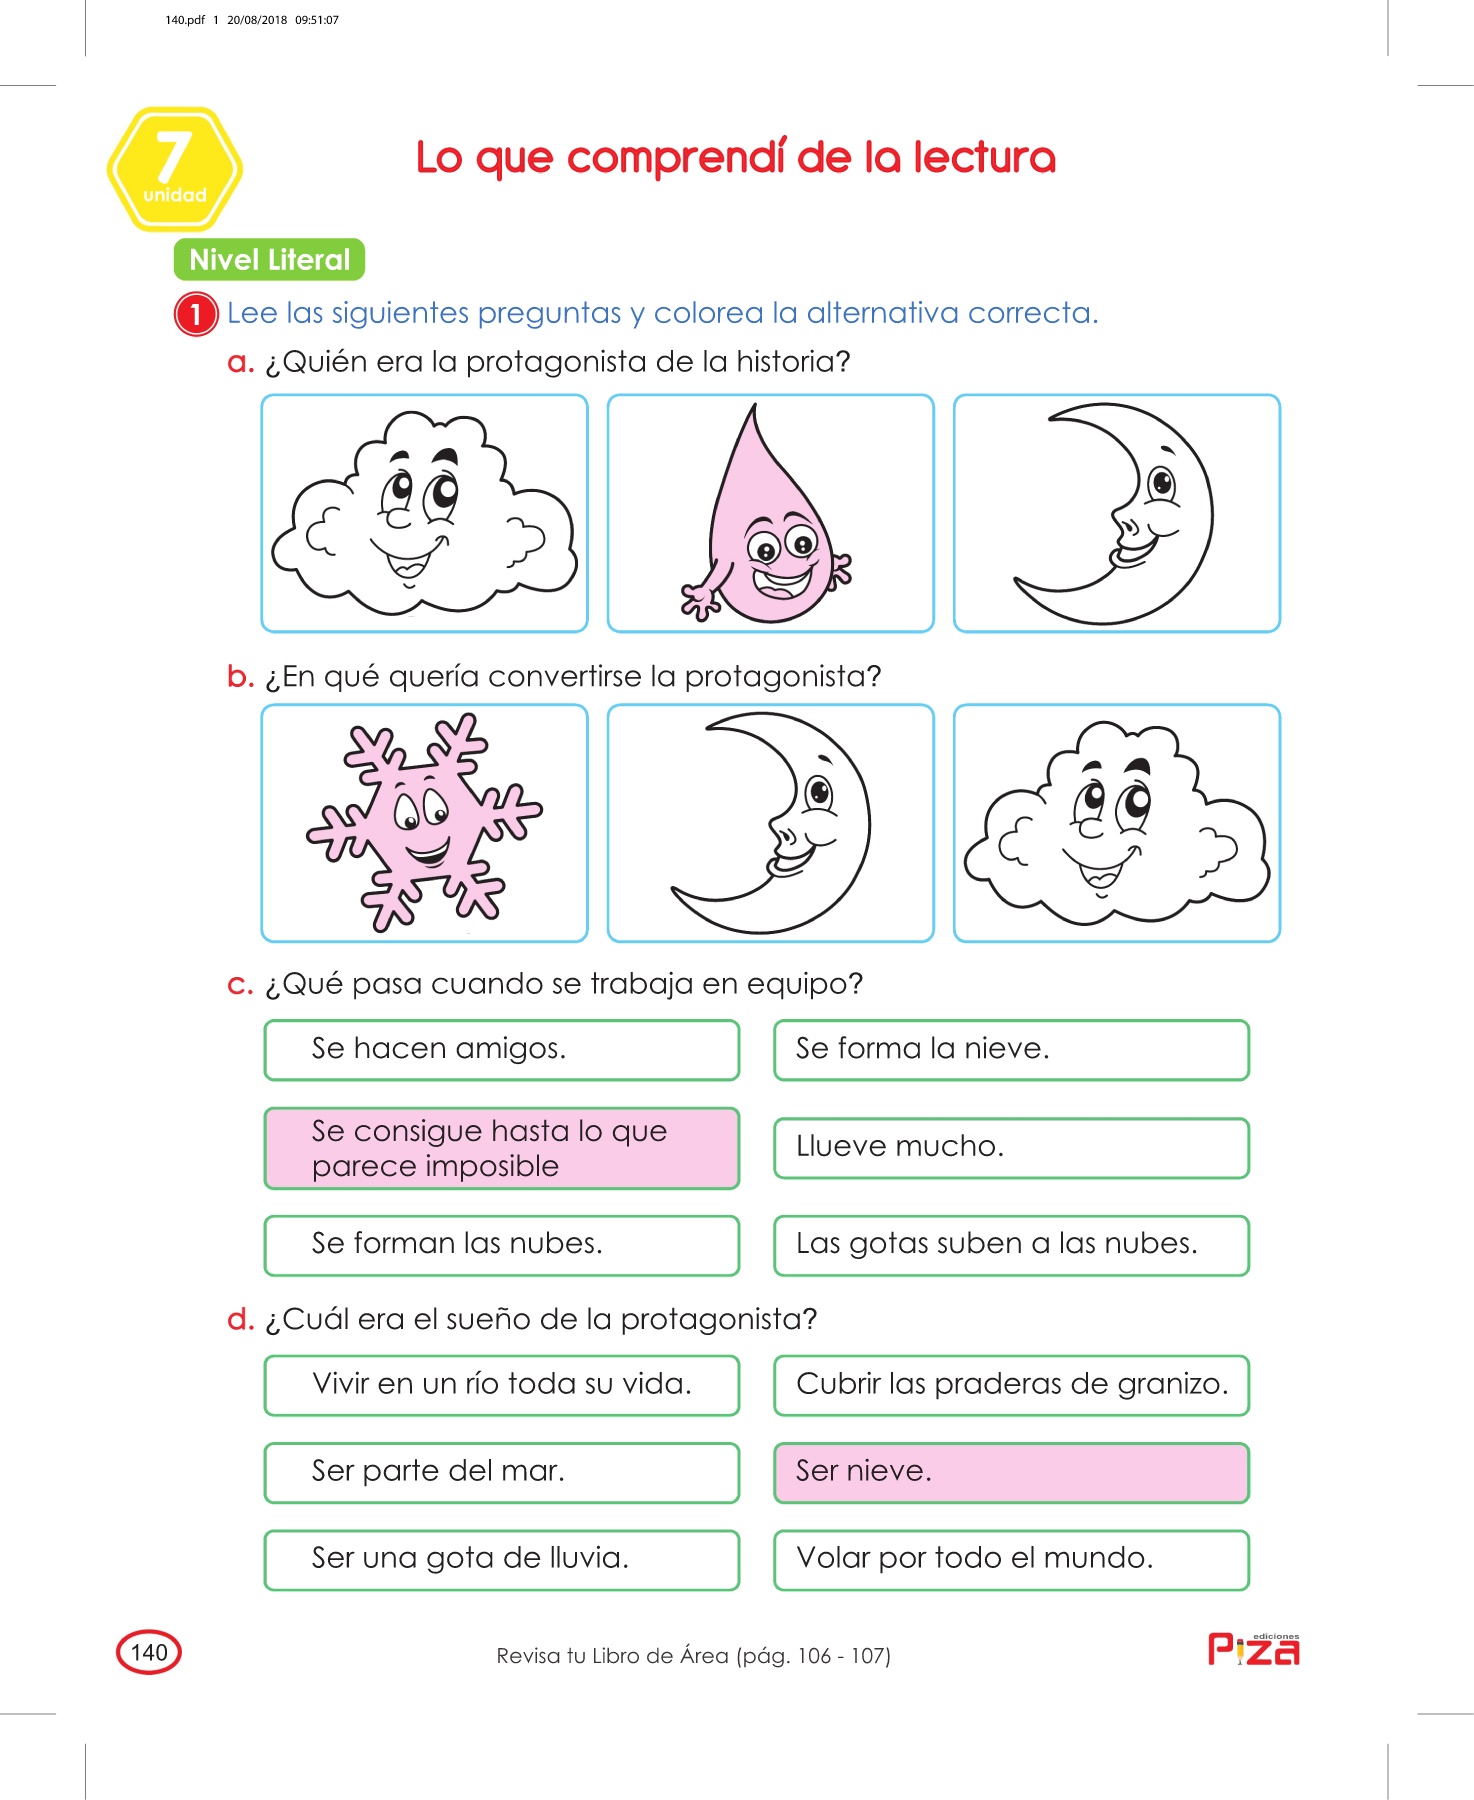 140.pdf 1 20/08/2018 09:51:07
7
unidad
Lo que comprendí de la lectura
Nivel Literal
1 Lee las siguientes preguntas y colorea la alternativa correcta.
a. ¿Quién era la protagonista de la historia?
b. ¿En qué quería convertirse la protagonista?
c. ¿Qué pasa cuando se trabaja en equipo?
Se hacen amigos.
Se forma la nieve.
Se consigue hasta lo que
parece imposible
Llueve mucho.
Se forman las nubes.
Las gotas suben a las nubes.
d. ¿Cuál era el sueño de la protagonista?
Vivir en un río toda su vida.
Cubrir las praderas de granizo.
Ser parte del mar.
Ser nieve.
Ser una gota de lluvia.
Volar por todo el mundo.
140
Revisa tu Libro de Área (pág. 106 - 107)
ediciones
Piza